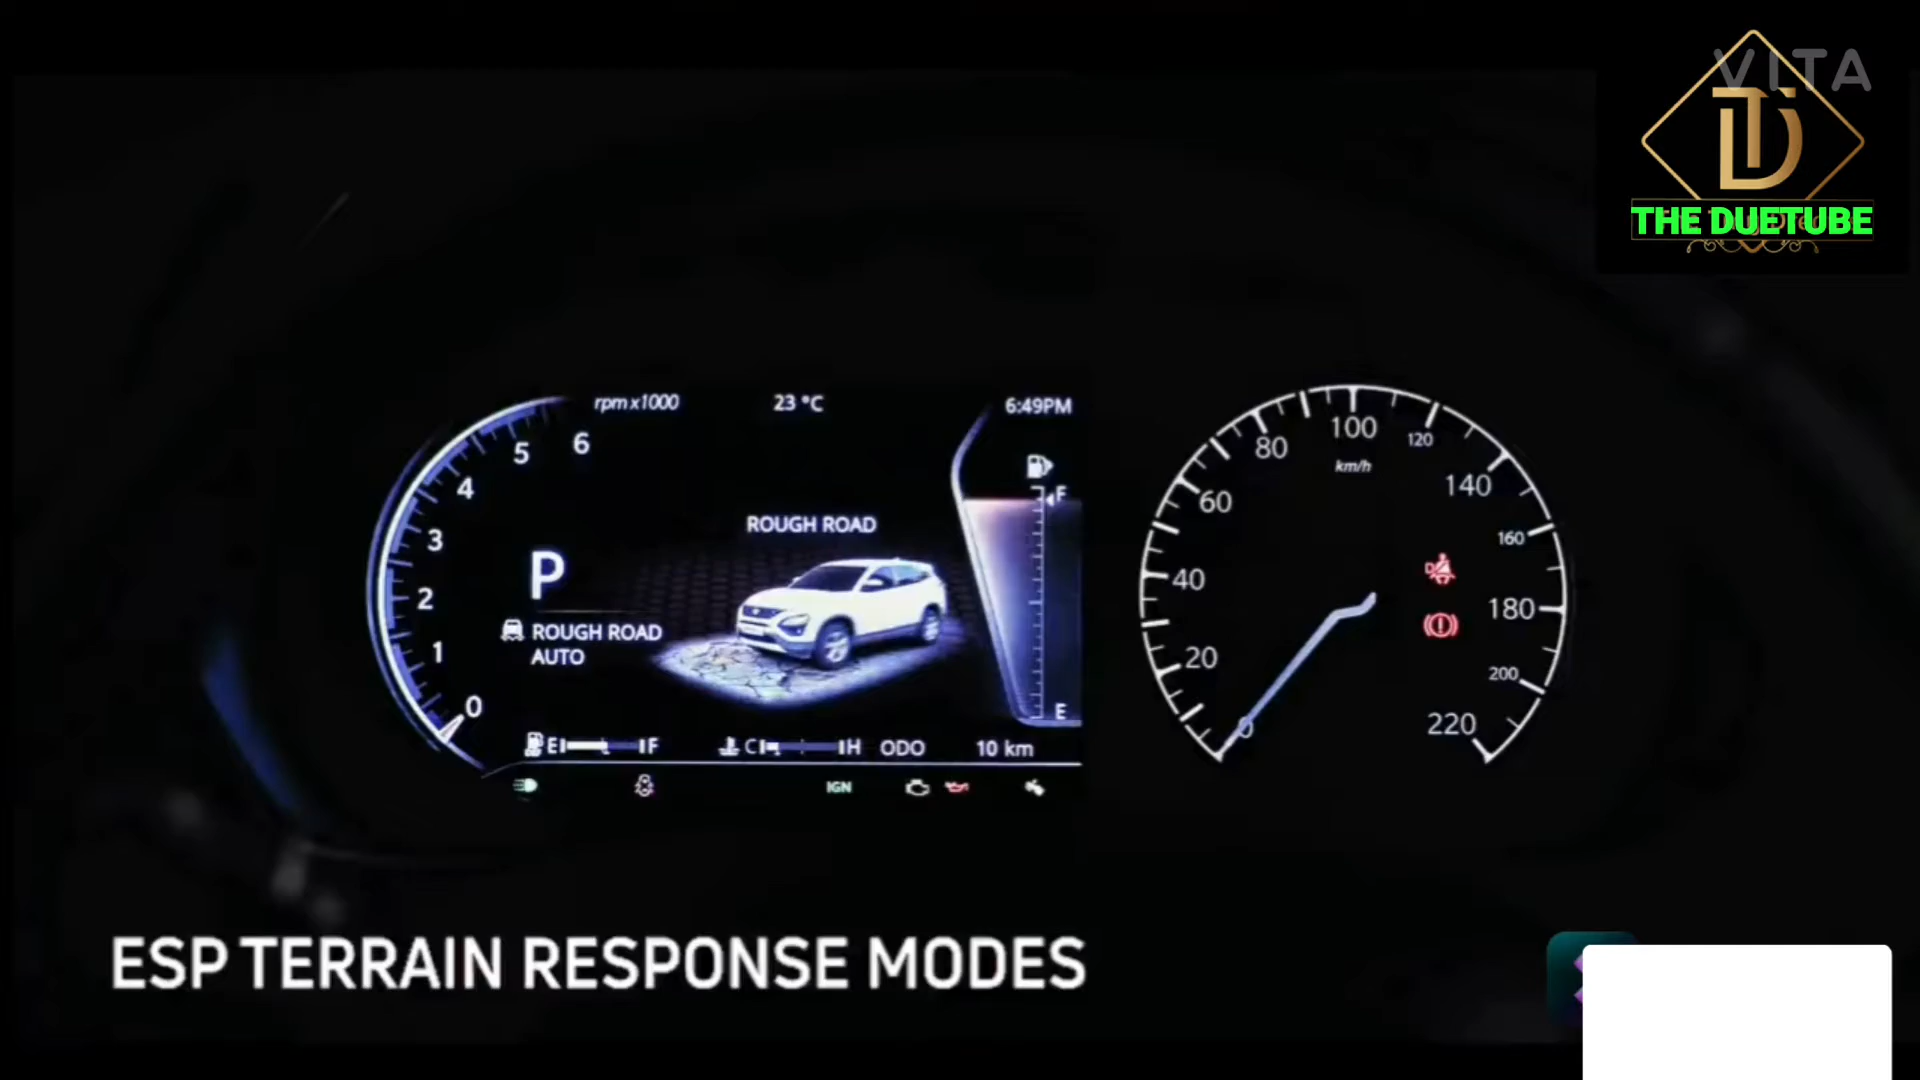 VITA
DT
THE DUETUBE
rpm x1000
23 °C
6:49PM
0
1
2
3
4
5
6
F
E
ROUGH ROAD
P
ROUGH ROAD
AUTO
E F
C H
ODO
10 km
IGN
0
20
40
60
80
100
120
140
160
180
200
220
km/h
ESP TERRAIN RESPONSE MODES